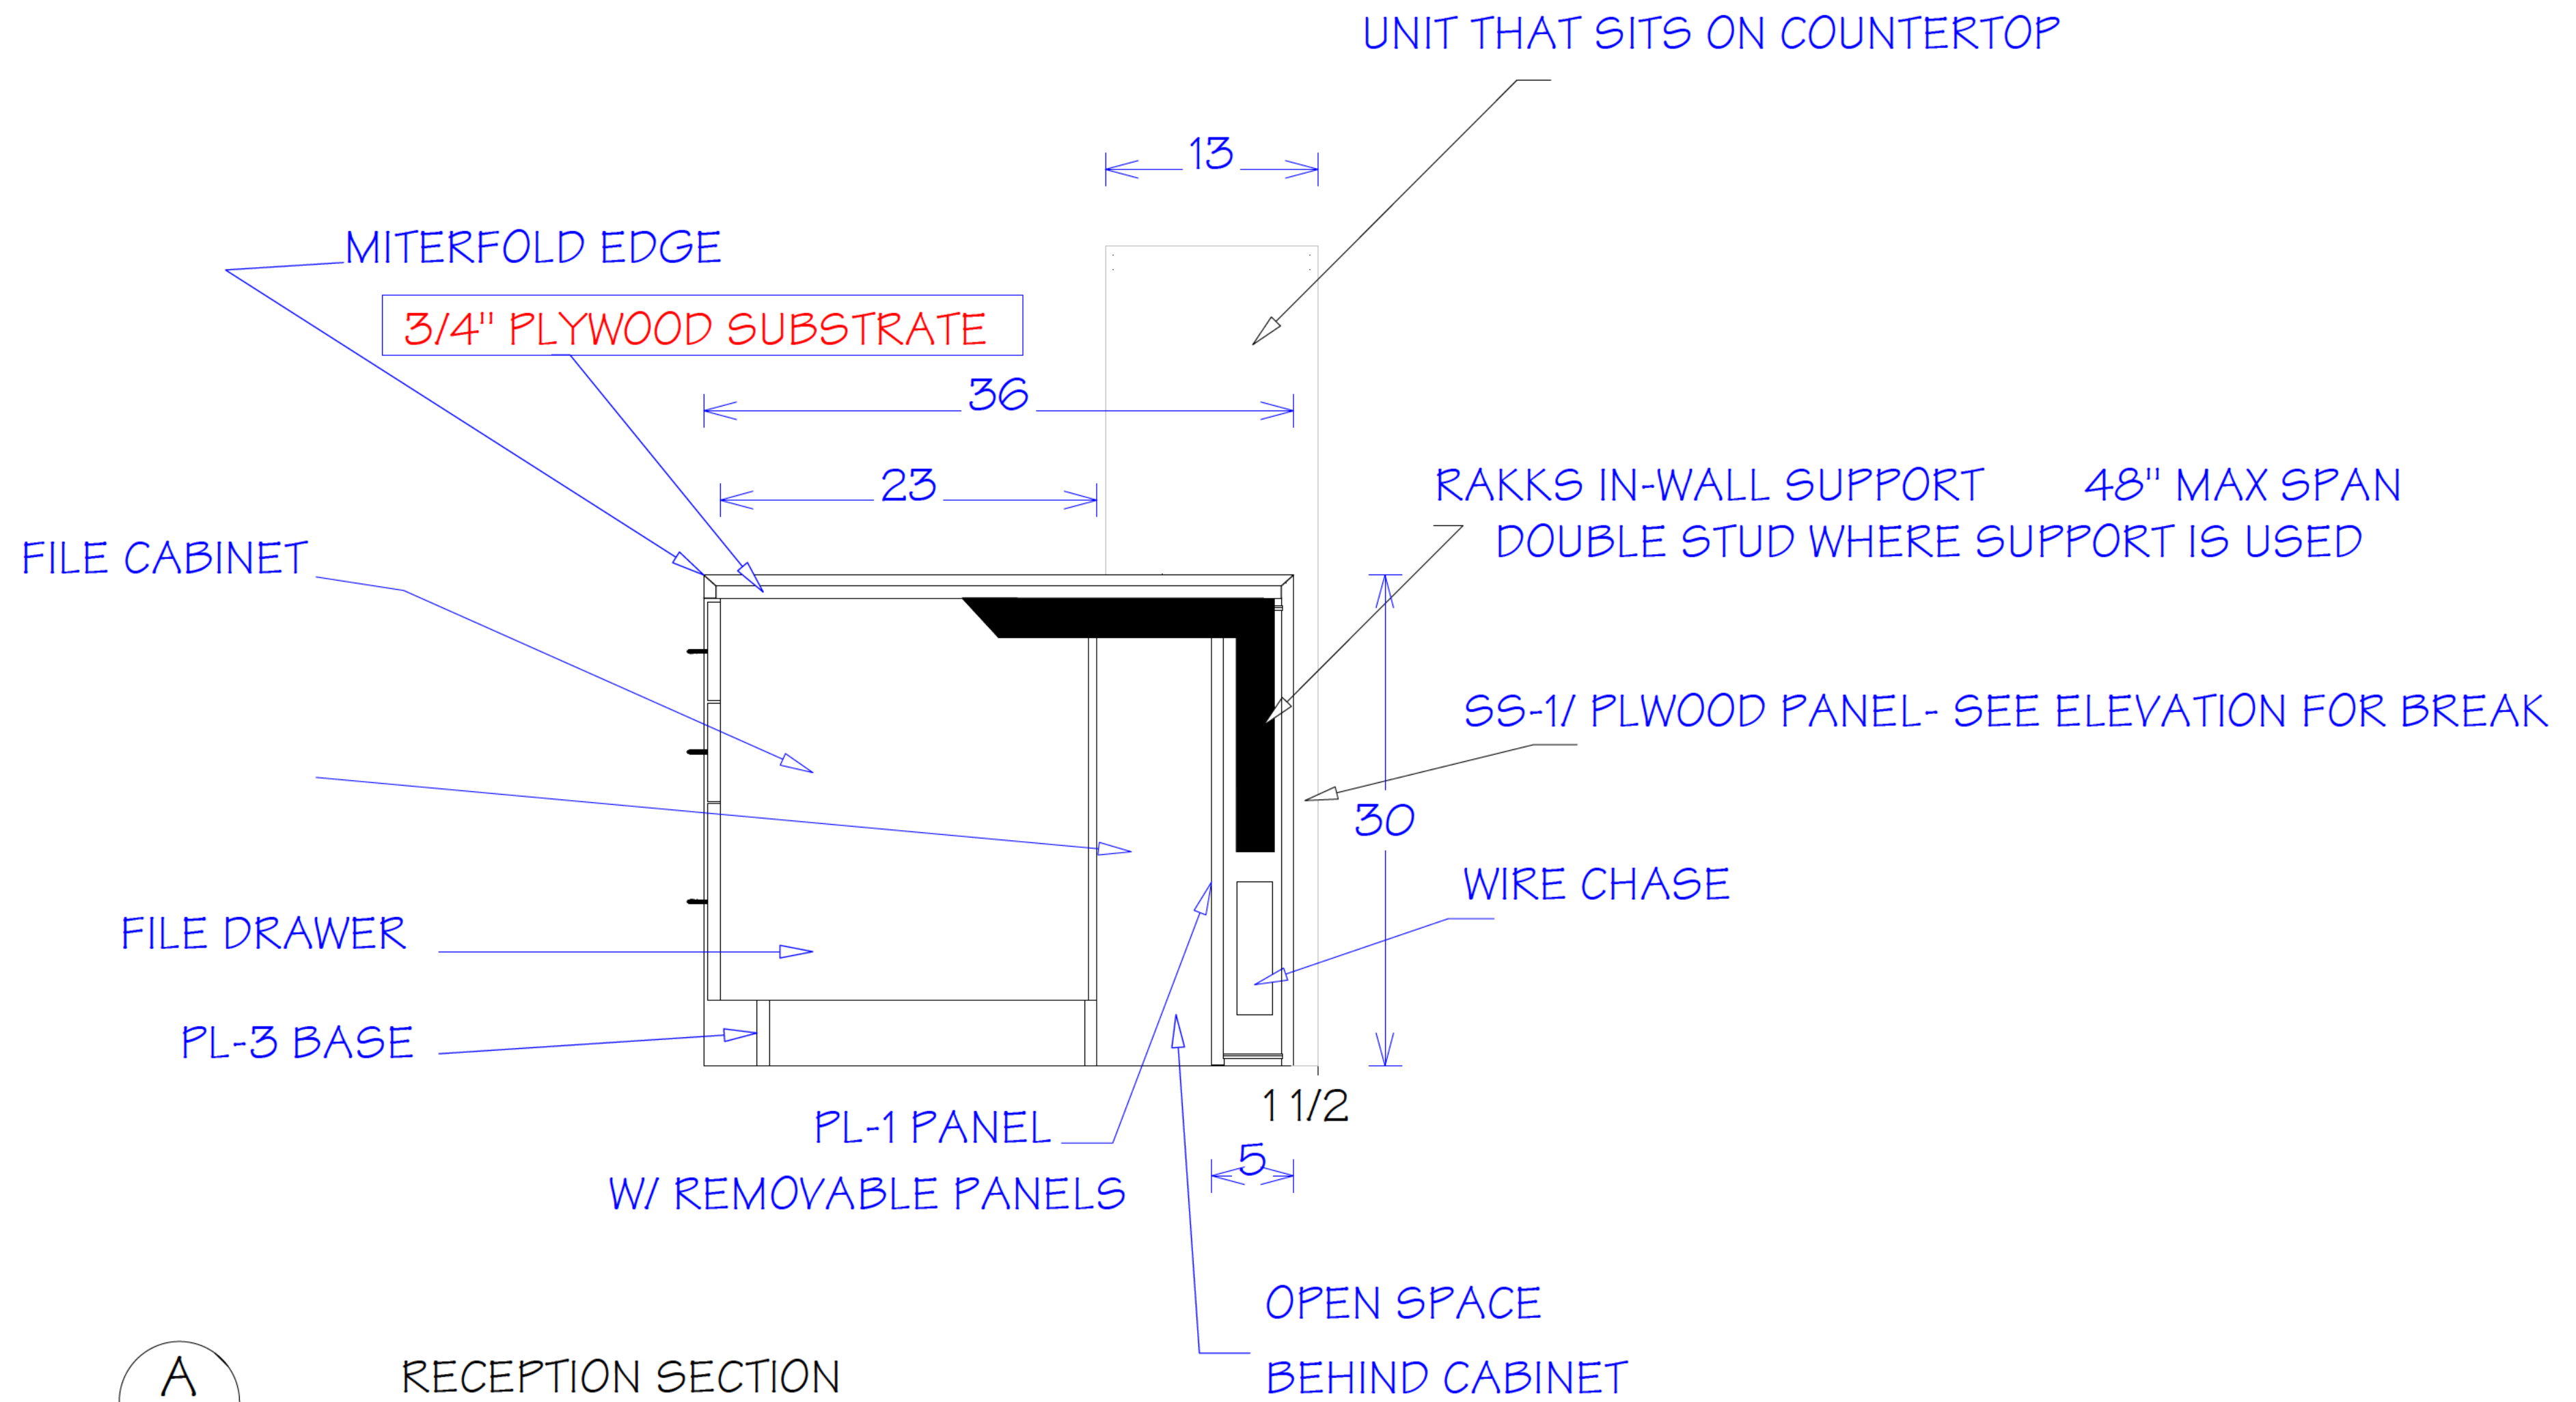 UNIT THAT SITS ON COUNTERTOP
13
MITERFOLD EDGE
3/4" PLYWOOD SUBSTRATE
36
23
RAKKS IN-WALL SUPPORT 48" MAX SPAN
DOUBLE STUD WHERE SUPPORT IS USED
FILE CABINET
SS-1/ PLWOOD PANEL- SEE ELEVATION FOR BREAK
30
WIRE CHASE
FILE DRAWER
PL-3 BASE
1 1/2
PL-1 PANEL
W/ REMOVABLE PANELS
5
OPEN SPACE
BEHIND CABINET
A
RECEPTION SECTION